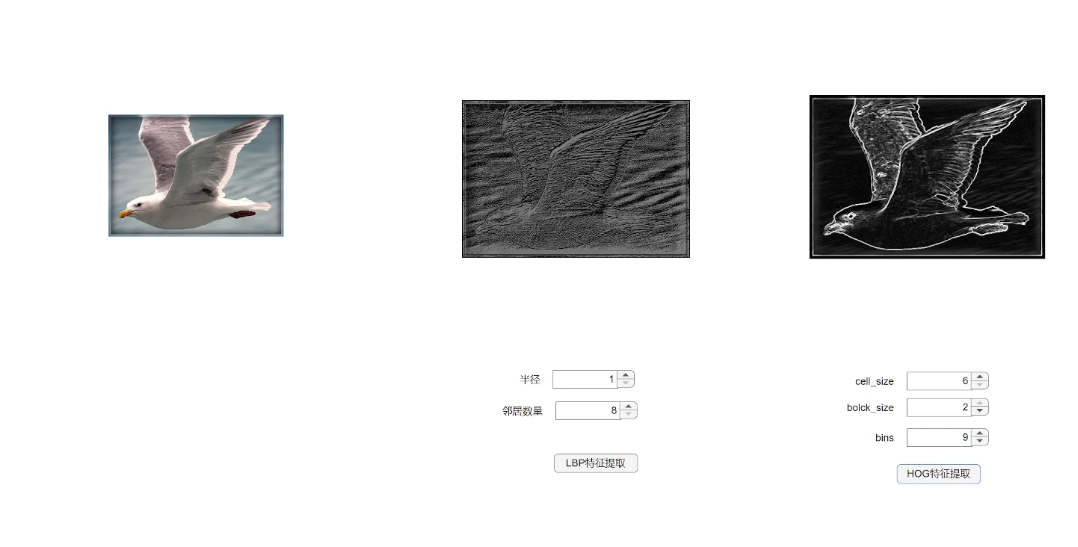 半径 1
邻居数量 8
LBP特征提取
cell_size 6
bolck_size 2
bins 9
HOG特征提取